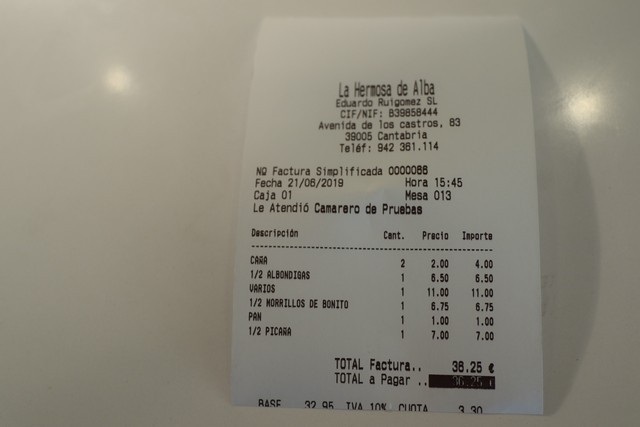 La Hermosa de Alba
Eduardo Ruigomez SL
CIF/NIF: B39858444
Avenida de los castros, 83
39005 Cantabria
Teléf: 942 361.114
Nº Factura Simplificada 0000086
Fecha 21/06/2019 Hora 15:45
Caja 01 Mesa 013
Le Atendió Camarero de Pruebas
Descripción Cant. Precio Importe
CAÑA 2 2.00 4.00
1/2 ALBONDIGAS 1 6.50 6.50
VARIOS 1 11.00 11.00
1/2 MORRILLOS DE BONITO 1 6.75 6.75
PAN 1 1.00 1.00
1/2 PICARA 1 7.00 7.00
TOTAL Factura.. 36.25 €
TOTAL a Pagar .. 36.25 €
BASE 32.95 IVA 10% CUOTA 3.30